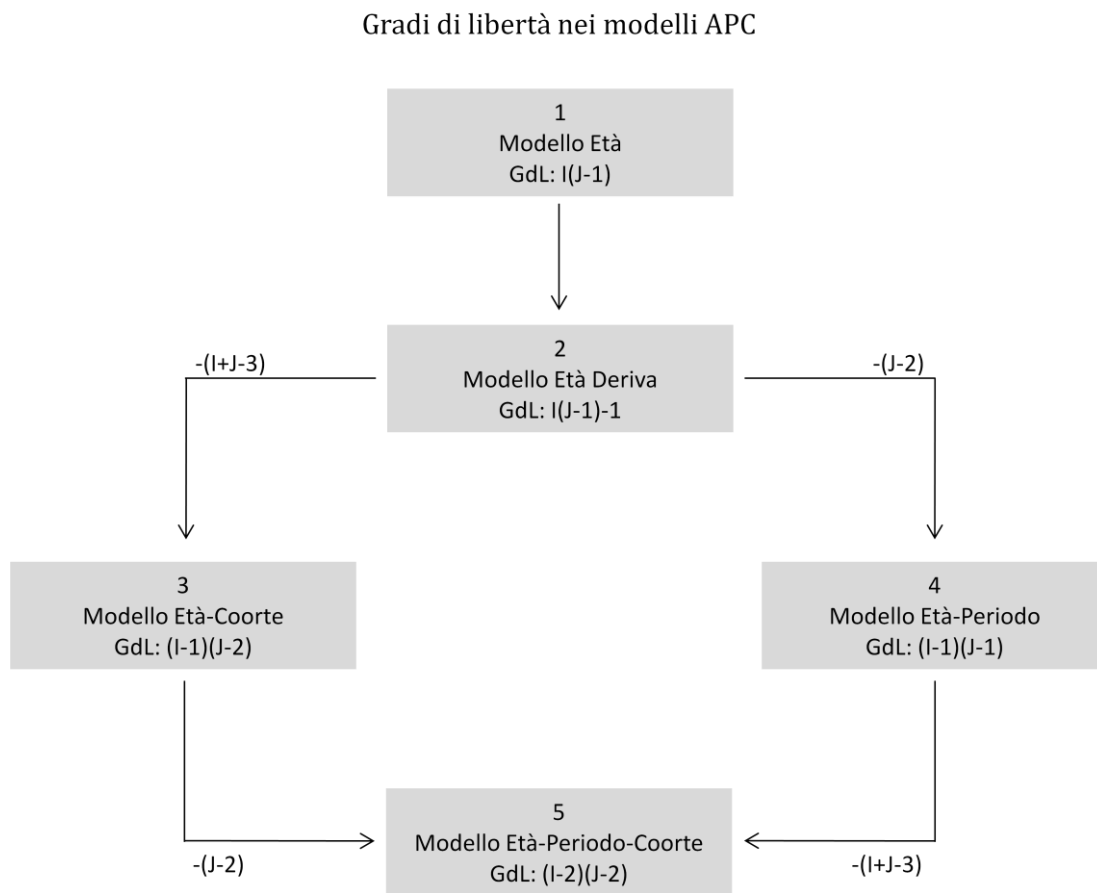 Gradi di libertà nei modelli APC
1
Modello Età
GdL: I(J-1)
-(I+J-3)
2
Modello Età Deriva
GdL: I(J-1)-1
-(J-2)
3
Modello Età-Coorte
GdL: (I-1)(J-2)
4
Modello Età-Periodo
GdL: (I-1)(J-1)
5
Modello Età-Periodo-Coorte
GdL: (I-2)(J-2)
-(J-2)
-(I+J-3)